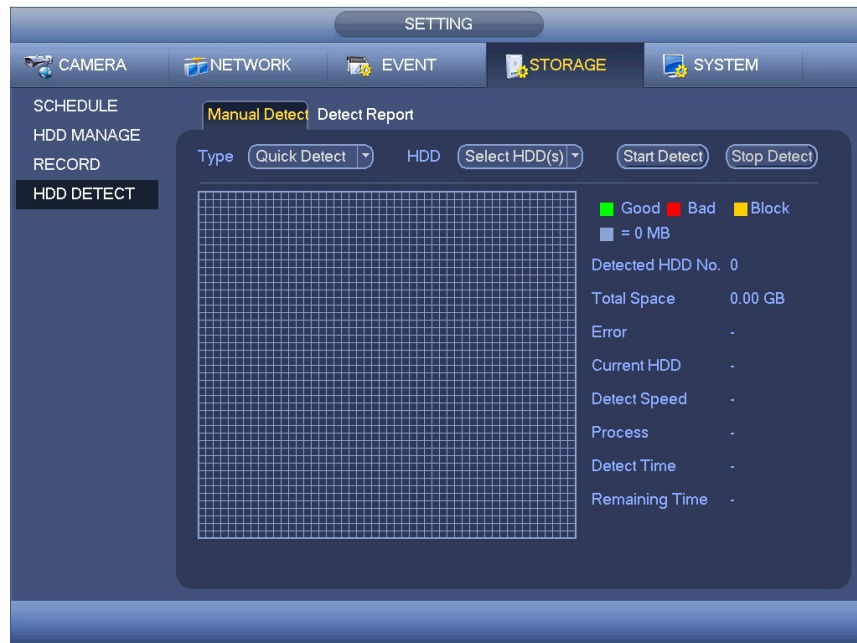 SETTING
CAMERA NETWORK EVENT STORAGE SYSTEM
SCHEDULE
HDD MANAGE
RECORD
HDD DETECT
Manual Detect Detect Report
Type Quick Detect HDD Select HDD(s) Start Detect Stop Detect
Good Bad Block
= 0 MB
Detected HDD No. 0
Total Space 0.00 GB
Error -
Current HDD -
Detect Speed -
Process -
Detect Time -
Remaining Time -